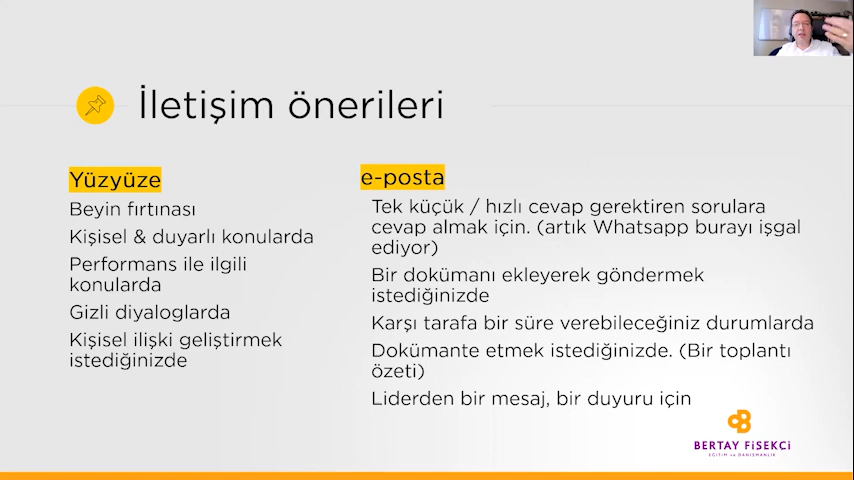 İletişim önerileri
Yüzyüze
Beyin fırtınası
Kişisel & duyarlı konularda
Performans ile ilgili
konularda
Gizli diyaloglarda
Kişisel ilişki geliştirmek
istediğinizde
e-posta
Tek küçük / hızlı cevap gerektiren sorulara
cevap almak için. (artık Whatsapp burayı işgal
ediyor)
Bir dokümanı ekleyerek göndermek
istediğinizde
Karşı tarafa bir süre verebileceğiniz durumlarda
Dokümante etmek istediğinizde. (Bir toplantı
özeti)
Liderden bir mesaj, bir duyuru için
BERTAY FiSEKÇi
EĞİTİM ve DANIŞMANLIK